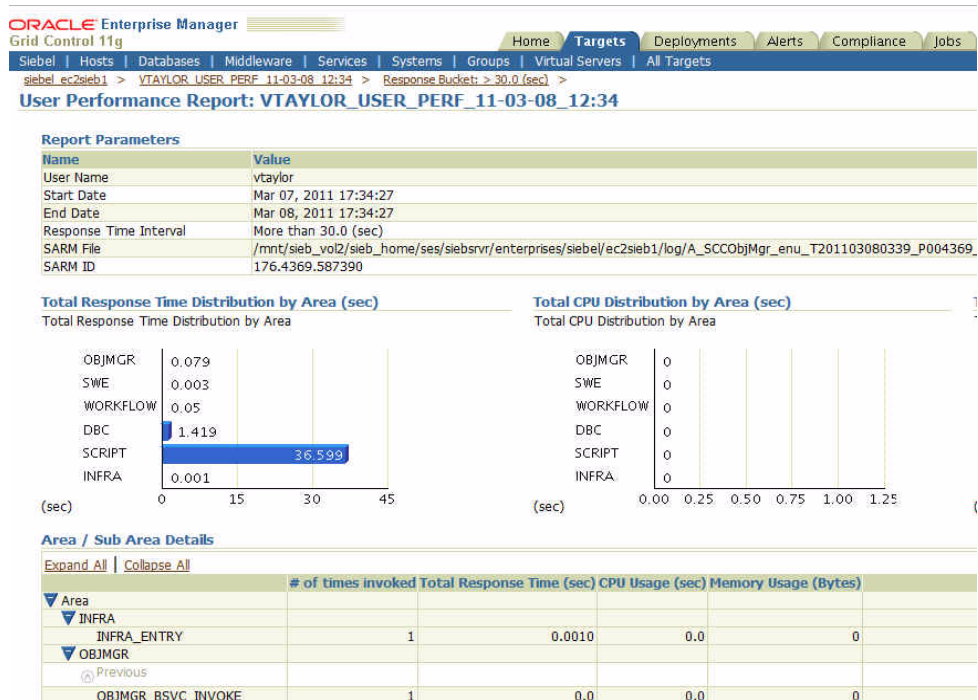 ORACLE Enterprise Manager
Grid Control 11g
Home Targets Deployments Alerts Compliance Jobs
Siebel | Hosts | Databases | Middleware | Services | Systems | Groups | Virtual Servers | All Targets
siebel_ec2sieb1 > VTAYLOR_USER_PERF_11-03-08_12:34 > Response Bucket: > 30.0 (sec) >
User Performance Report: VTAYLOR_USER_PERF_11-03-08_12:34
Report Parameters
Name Value
User Name vtaylor
Start Date Mar 07, 2011 17:34:27
End Date Mar 08, 2011 17:34:27
Response Time Interval More than 30.0 (sec)
SARM File /mnt/sieb_vol2/sieb_home/ses/siebsrvr/enterprises/siebel/ec2sieb1/log/A_SCCObjMgr_enu_T201103080339_P004369_
SARM ID 176.4369.587390
Total Response Time Distribution by Area (sec)
Total Response Time Distribution by Area
OBJMGR 0.079
SWE 0.003
WORKFLOW 0.05
DBC 1.419
SCRIPT 36.599
INFRA 0.001
(sec) 0 15 30 45
Total CPU Distribution by Area (sec)
Total CPU Distribution by Area
OBJMGR 0
SWE 0
WORKFLOW 0
DBC 0
SCRIPT 0
INFRA 0
(sec) 0.00 0.25 0.50 0.75 1.00 1.25
Area / Sub Area Details
Expand All | Collapse All
# of times invoked Total Response Time (sec) CPU Usage (sec) Memory Usage (Bytes)
Area
INFRA
INFRA_ENTRY 1 0.0010 0.0 0
OBJMGR
Previous
OBJMGR_BSVC_INVOKE 1 0.0 0.0 0